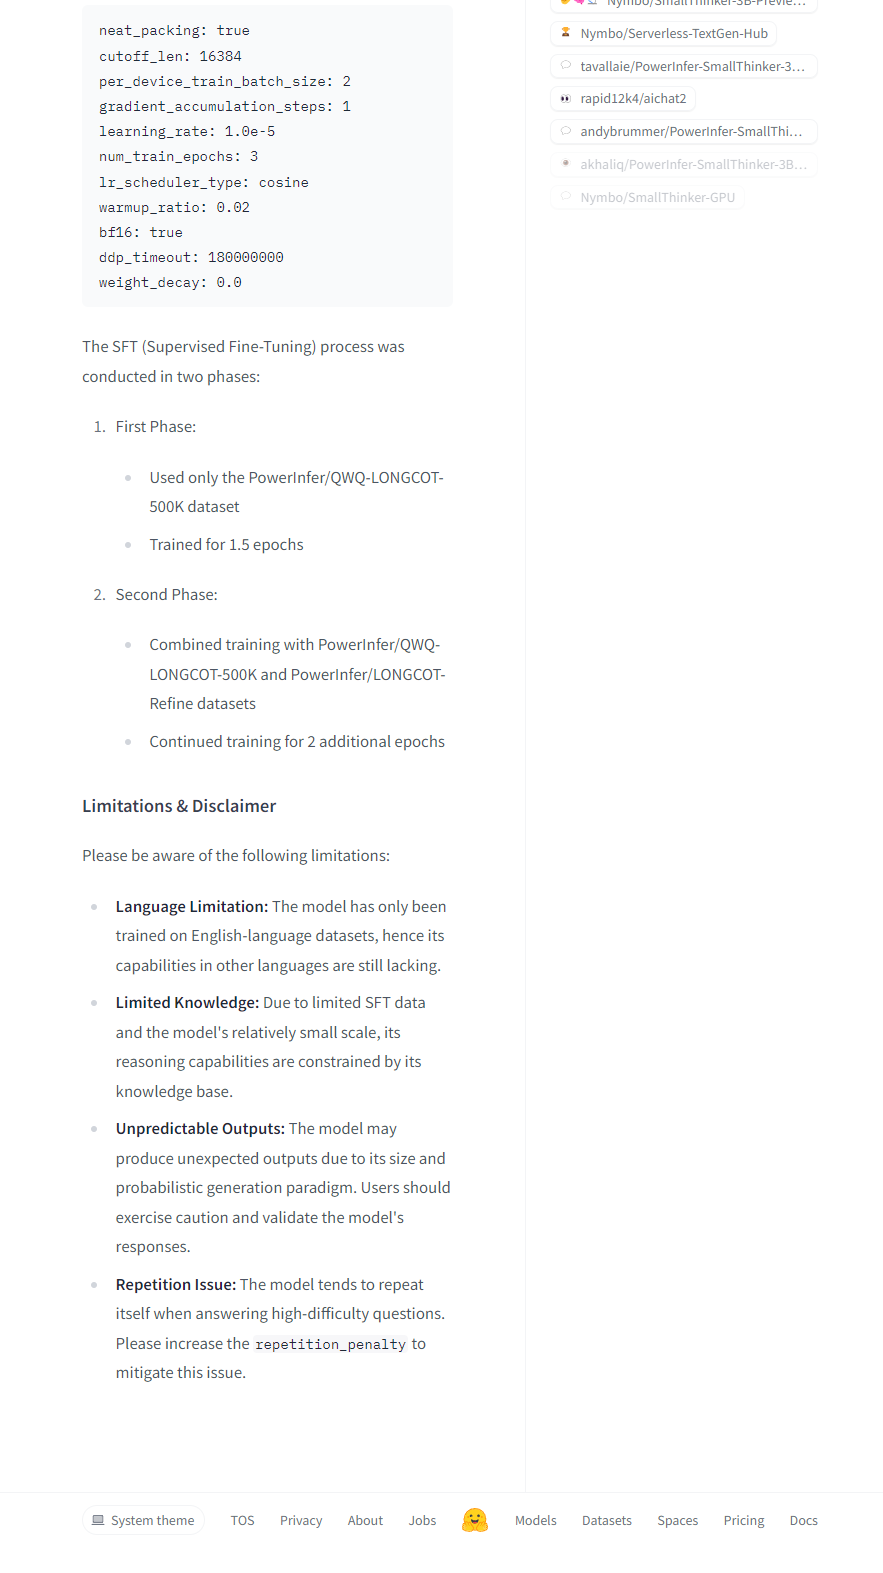 neat_packing: true
cutoff_len: 16384
per_device_train_batch_size: 2
gradient_accumulation_steps: 1
learning_rate: 1.0e-5
num_train_epochs: 3
lr_scheduler_type: cosine
warmup_ratio: 0.02
bf16: true
ddp_timeout: 180000000
weight_decay: 0.0
The SFT (Supervised Fine-Tuning) process was
conducted in two phases:
1. First Phase:
Used only the PowerInfer/QWQ-LONGCOT-
500K dataset
Trained for 1.5 epochs
2. Second Phase:
Combined training with PowerInfer/QWQ-
LONGCOT-500K and PowerInfer/LONGCOT-
Refine datasets
Continued training for 2 additional epochs
Limitations & Disclaimer
Please be aware of the following limitations:
Language Limitation: The model has only been
trained on English-language datasets, hence its
capabilities in other languages are still lacking.
Limited Knowledge: Due to limited SFT data
and the model's relatively small scale, its
reasoning capabilities are constrained by its
knowledge base.
Unpredictable Outputs: The model may
produce unexpected outputs due to its size and
probabilistic generation paradigm. Users should
exercise caution and validate the model's
responses.
Repetition Issue: The model tends to repeat
itself when answering high-difficulty questions.
Please increase the repetition_penalty to
mitigate this issue.
Nymbo/SmallThinker-3B-Previe...
Nymbo/Serverless-TextGen-Hub
tavallaie/PowerInfer-SmallThinker-3...
rapid12k4/aichat2
andybrummer/PowerInfer-SmallThi...
akhaliq/PowerInfer-SmallThinker-3B...
Nymbo/SmallThinker-GPU
System theme
TOS
Privacy
About
Jobs
Models
Datasets
Spaces
Pricing
Docs